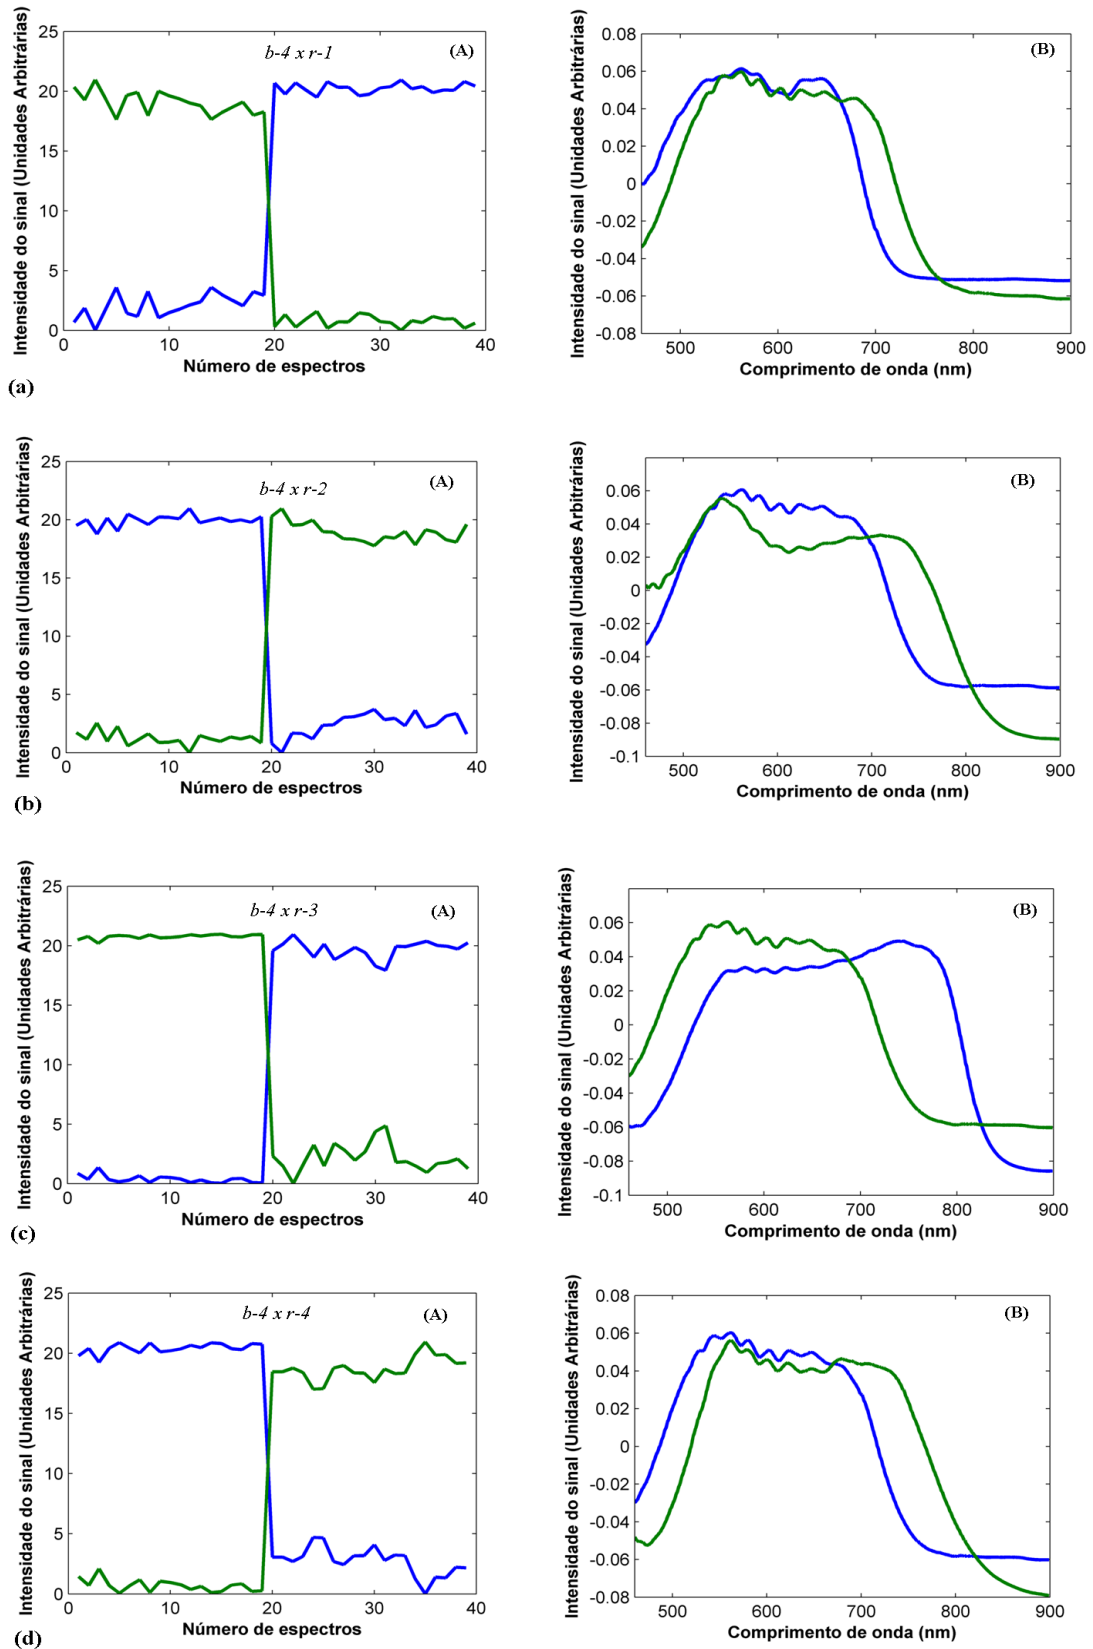 b-4 x r-1
(A)
Intensidade do sinal (Unidades Arbitrárias)
25
20
15
10
5
0
0 10 20 30 40
Número de espectros
(B)
Intensidade do sinal (Unidades Arbitrárias)
0.08
0.06
0.04
0.02
0
-0.02
-0.04
-0.06
-0.08
500 600 700 800 900
Comprimento de onda (nm)
(a)
b-4 x r-2
(A)
Intensidade do sinal (Unidades Arbitrárias)
25
20
15
10
5
0
0 10 20 30 40
Número de espectros
(B)
Intensidade do sinal (Unidades Arbitrárias)
0.06
0.04
0.02
0
-0.02
-0.04
-0.06
-0.08
-0.1
500 600 700 800 900
Comprimento de onda (nm)
(b)
b-4 x r-3
(A)
Intensidade do sinal (Unidades Arbitrárias)
25
20
15
10
5
0
0 10 20 30 40
Número de espectros
(B)
Intensidade do sinal (Unidades Arbitrárias)
0.06
0.04
0.02
0
-0.02
-0.04
-0.06
-0.08
-0.1
500 600 700 800 900
Comprimento de onda (nm)
(c)
b-4 x r-4
(A)
Intensidade do sinal (Unidades Arbitrárias)
25
20
15
10
5
0
0 10 20 30 40
Número de espectros
(B)
Intensidade do sinal (Unidades Arbitrárias)
0.08
0.06
0.04
0.02
0
-0.02
-0.04
-0.06
-0.08
500 600 700 800 900
Comprimento de onda (nm)
(d)